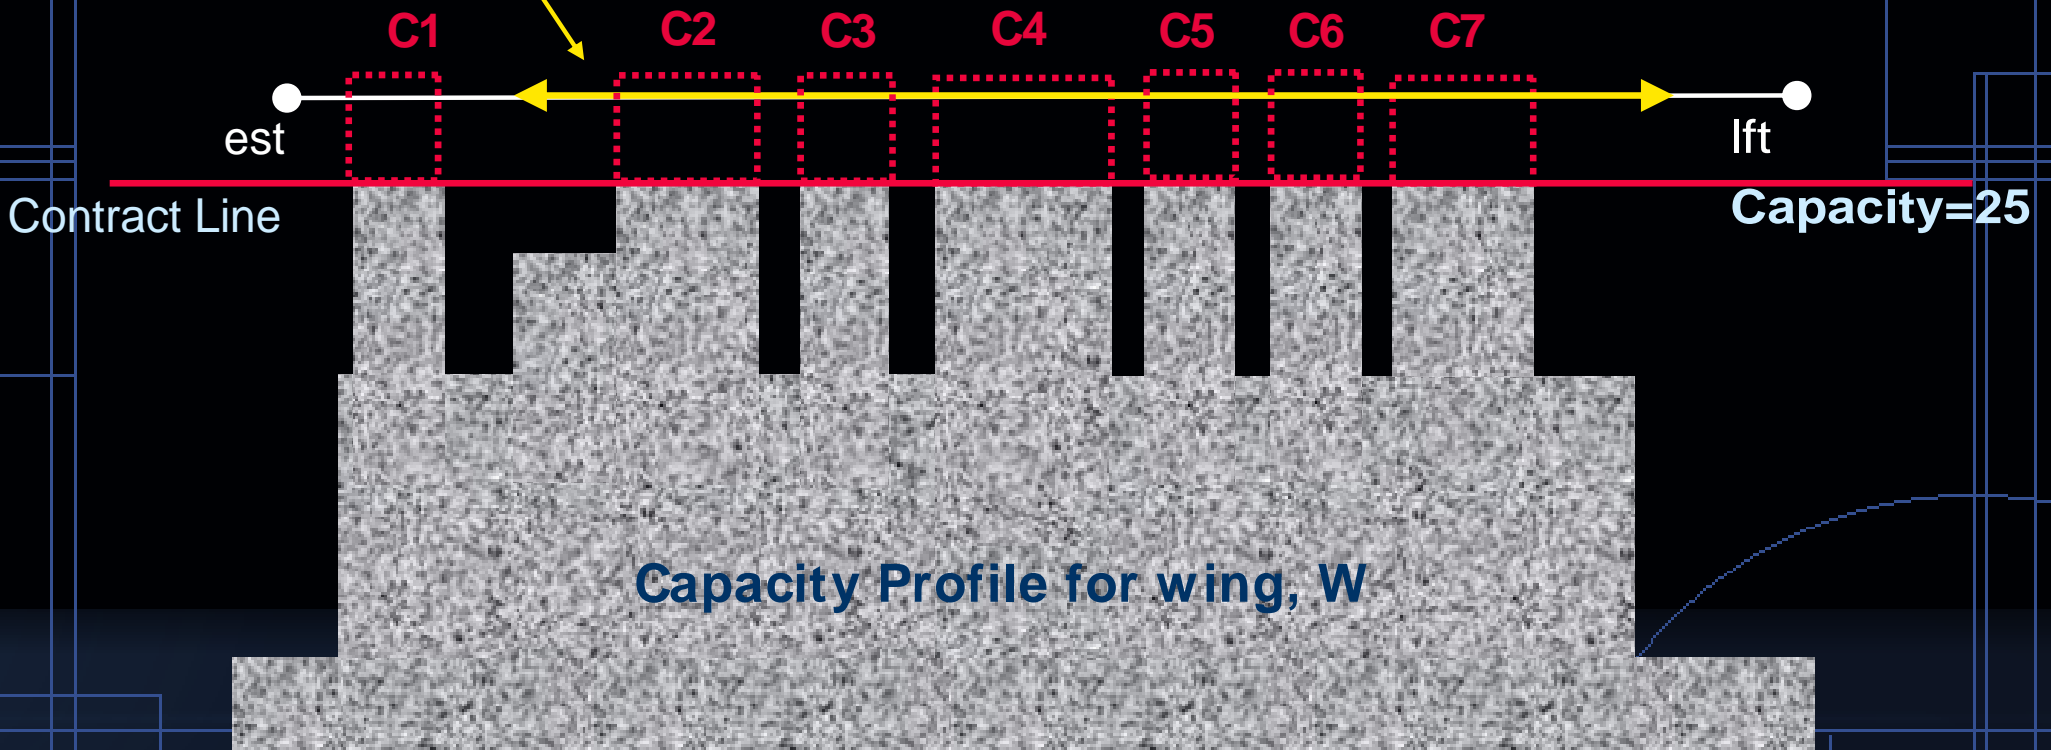 C1 C2 C3 C4 C5 C6 C7
est lft
Contract Line Capacity=25
Capacity Profile for wing, W